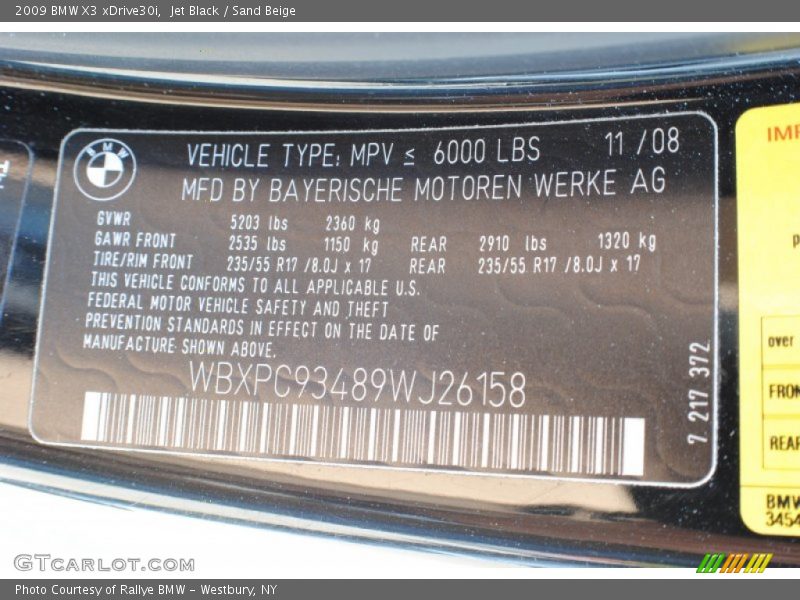 2009 BMW X3 xDrive30i, Jet Black / Sand Beige
BMW
VEHICLE TYPE: MPV ≤ 6000 LBS 11 /08
MFD BY BAYERISCHE MOTOREN WERKE AG
GVWR 5203 lbs 2360 kg
GAWR FRONT 2535 lbs 1150 kg REAR 2910 lbs 1320 kg
TIRE/RIM FRONT 235/55 R17 /8.0J x 17 REAR 235/55 R17 /8.0J x 17
THIS VEHICLE CONFORMS TO ALL APPLICABLE U.S.
FEDERAL MOTOR VEHICLE SAFETY AND THEFT
PREVENTION STANDARDS IN EFFECT ON THE DATE OF
MANUFACTURE SHOWN ABOVE.
WBXPC93489WJ26158
7 217 372
over
REAR
BMW
3454
GTCARLOT.COM
Photo Courtesy of Rallye BMW - Westbury, NY